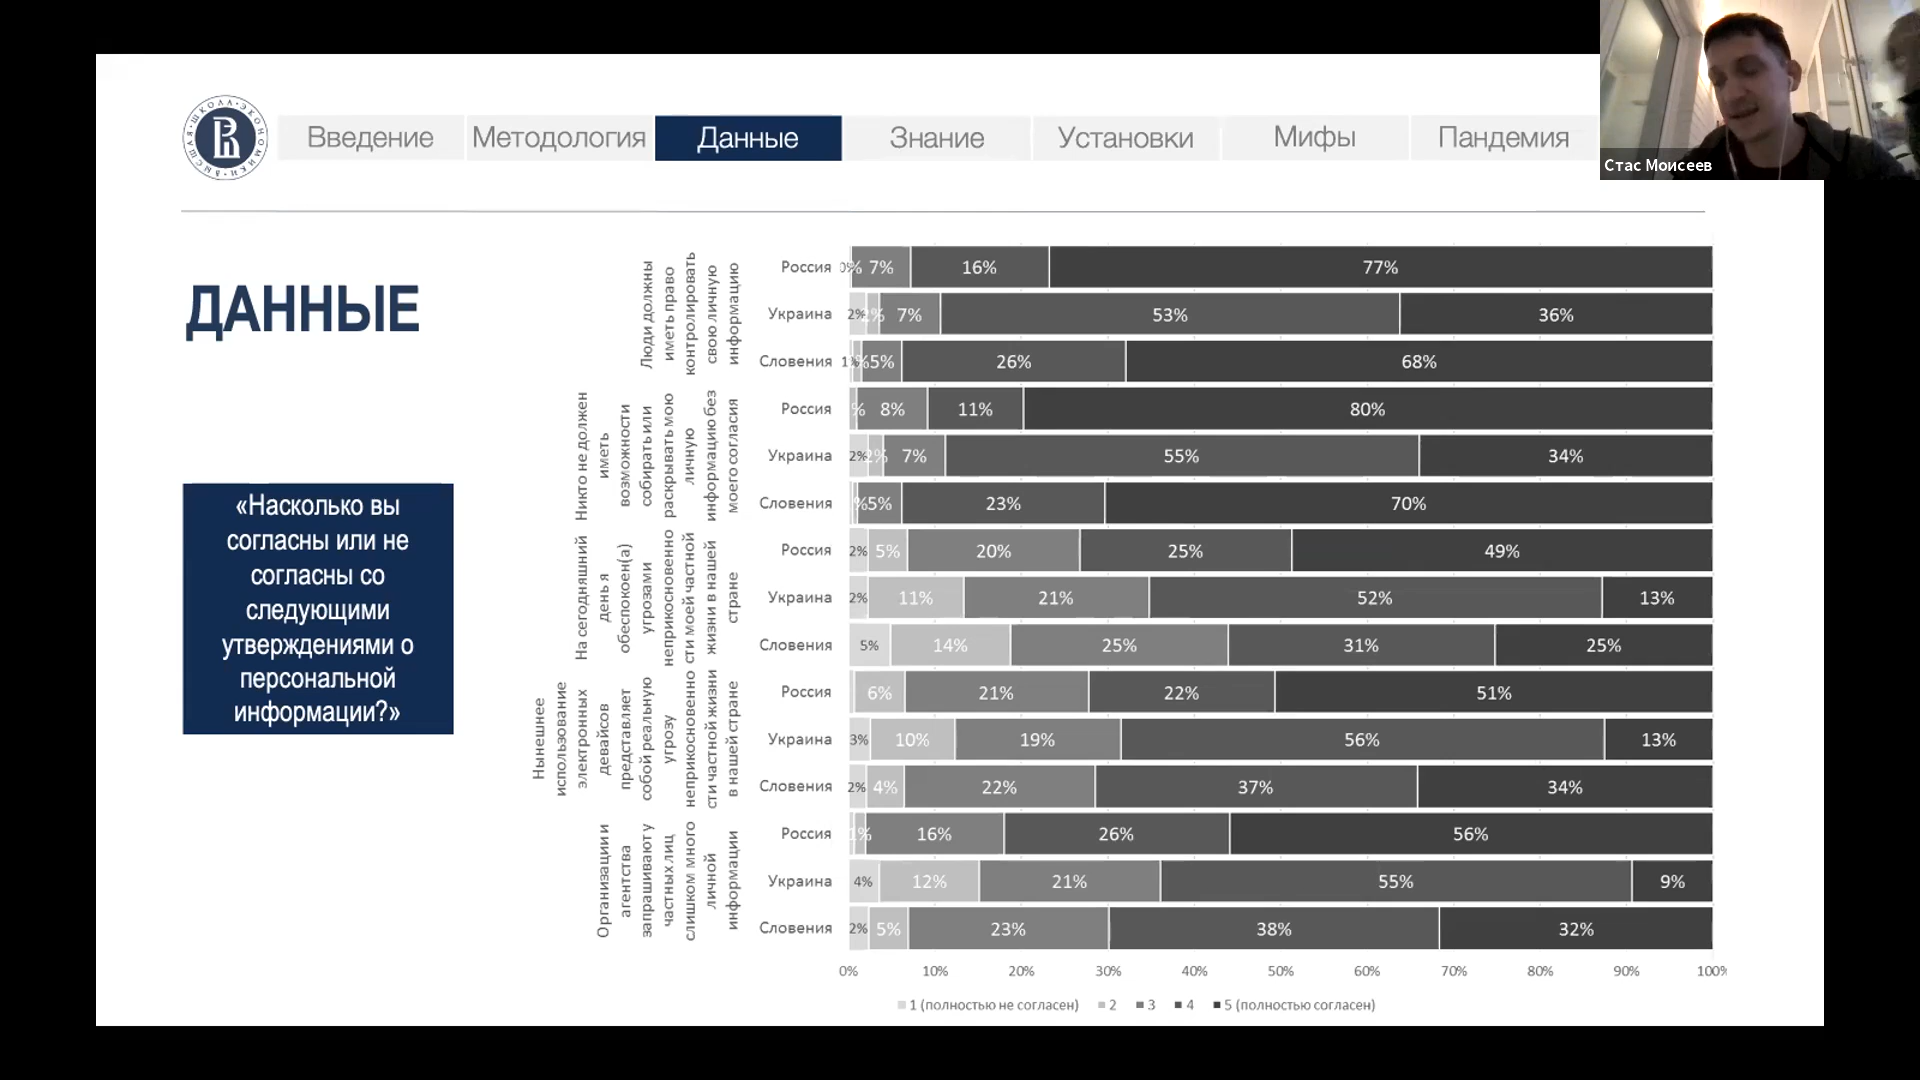 ВЫСШАЯ ШКОЛА ЭКОНОМИКИ
Введение
Методология
Данные
Знание
Установки
Мифы
Пандемия
Стас Моисеев
ДАННЫЕ
«Насколько вы
согласны или не
согласны со
следующими
утверждениями о
персональной
информации?»
Люди должны
иметь право
контролировать
свою личную
информацию
Россия 0% 7% 16% 77%
Украина 2% 2% 7% 53% 36%
Словения 1% 5% 26% 68%
Никто не должен
иметь
возможности
собирать или
раскрывать мою
личную
информацию без
моего согласия
Россия 8% 11% 80%
Украина 2% 2% 7% 55% 34%
Словения 5% 23% 70%
На сегодняшний
день я
обеспокоен(а)
угрозами
неприкосновенно
сти моей частной
жизни в нашей
стране
Россия 2% 5% 20% 25% 49%
Украина 2% 11% 21% 52% 13%
Словения 5% 14% 25% 31% 25%
Нынешнее
использование
электронных
девайсов
представляет
собой реальную
угрозу
неприкосновенно
сти частной жизни
в нашей стране
Россия 6% 21% 22% 51%
Украина 3% 10% 19% 56% 13%
Словения 2% 4% 22% 37% 34%
Организации и
агентства
запрашивают у
частных лиц
слишком много
личной
информации
Россия 1% 16% 26% 56%
Украина 4% 12% 21% 55% 9%
Словения 2% 5% 23% 38% 32%
0% 10% 20% 30% 40% 50% 60% 70% 80% 90% 100%
1 (полностью не согласен) 2 3 4 5 (полностью согласен)